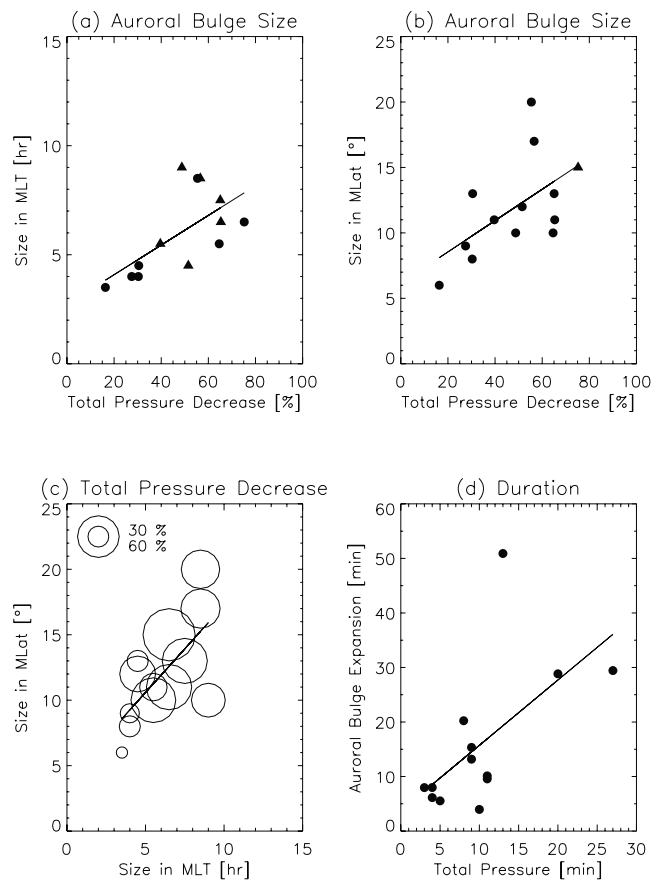 (a) Auroral Bulge Size
15
10
5
0
Size in MLT [hr]
0 20 40 60 80 100
Total Pressure Decrease [%]
(b) Auroral Bulge Size
25
20
15
10
5
0
Size in MLat [°]
0 20 40 60 80 100
Total Pressure Decrease [%]
(c) Total Pressure Decrease
30 %
60 %
25
20
15
10
5
0
Size in MLat [°]
0 5 10 15
Size in MLT [hr]
(d) Duration
60
50
40
30
20
10
0
Auroral Bulge Expansion [min]
0 5 10 15 20 25 30
Total Pressure [min]